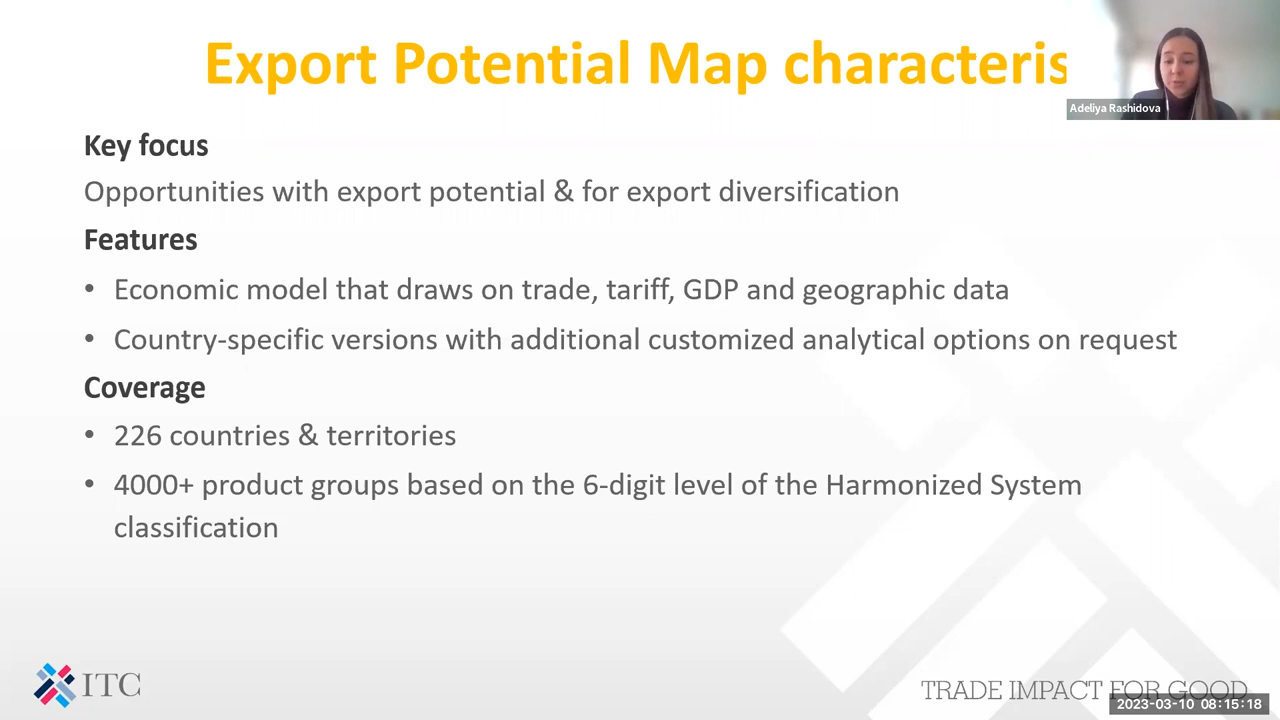 Export Potential Map characteris
Adeliya Rashidova
Key focus
Opportunities with export potential & for export diversification
Features
• Economic model that draws on trade, tariff, GDP and geographic data
• Country-specific versions with additional customized analytical options on request
Coverage
• 226 countries & territories
• 4000+ product groups based on the 6-digit level of the Harmonized System
classification
ITC
TRADE IMPACT FOR GOOD
2023-03-10 08:15:18